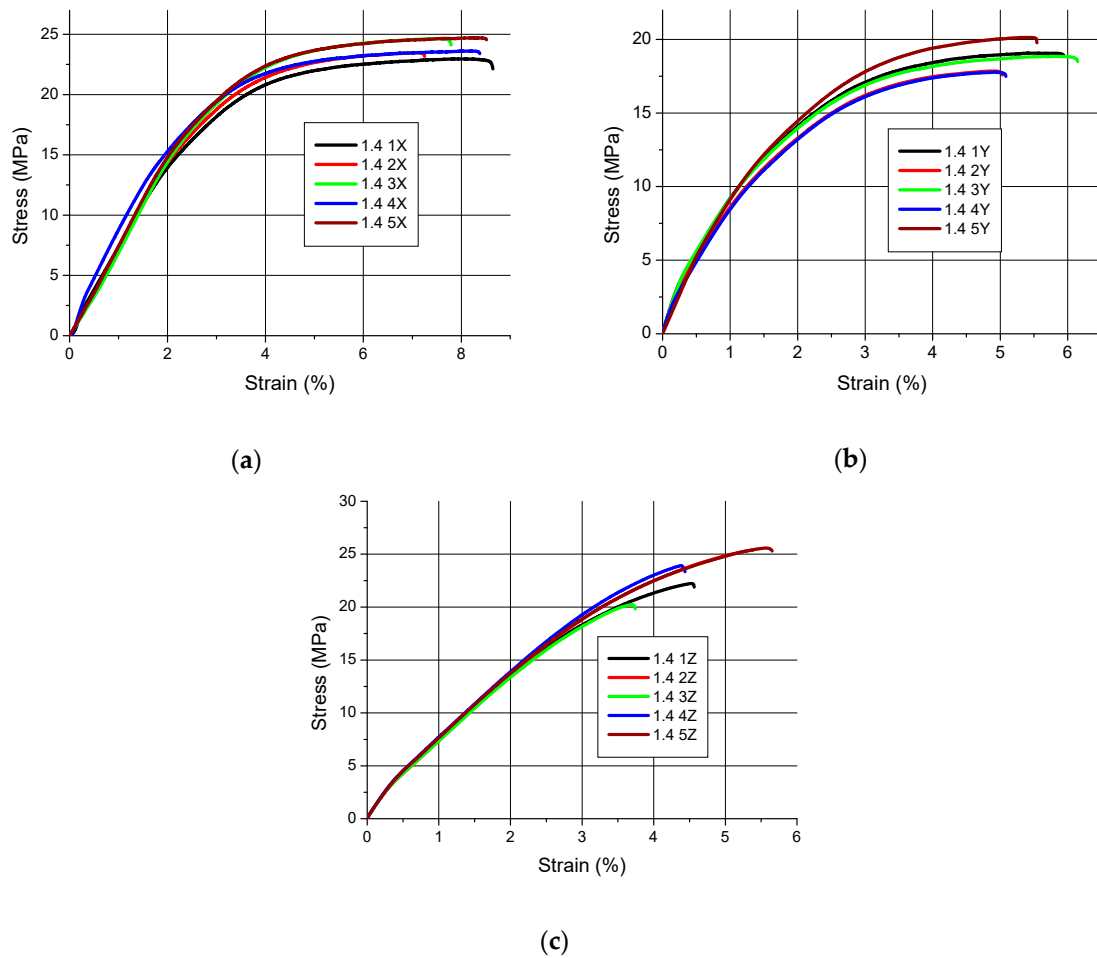 25
20
15
10
5
0
Stress (MPa)
0 2 4 6 8
Strain (%)
1.4 1X
1.4 2X
1.4 3X
1.4 4X
1.4 5X
(a)
20
15
10
5
0
Stress (MPa)
0 1 2 3 4 5 6
Strain (%)
1.4 1Y
1.4 2Y
1.4 3Y
1.4 4Y
1.4 5Y
(b)
30
25
20
15
10
5
0
Stress (MPa)
0 1 2 3 4 5 6
Strain (%)
1.4 1Z
1.4 2Z
1.4 3Z
1.4 4Z
1.4 5Z
(c)